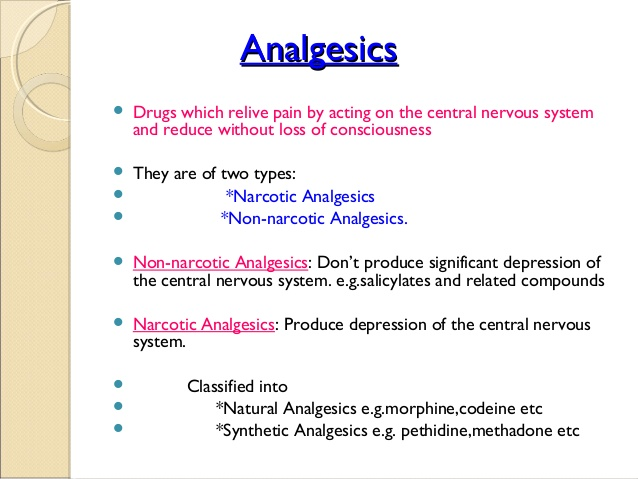 Analgesics
Drugs which relive pain by acting on the central nervous system
and reduce without loss of consciousness
They are of two types:
*Narcotic Analgesics
*Non-narcotic Analgesics.
Non-narcotic Analgesics: Don't produce significant depression of
the central nervous system. e.g.salicylates and related compounds
Narcotic Analgesics: Produce depression of the central nervous
system.
Classified into
*Natural Analgesics e.g.morphine,codeine etc
*Synthetic Analgesics e.g. pethidine,methadone etc